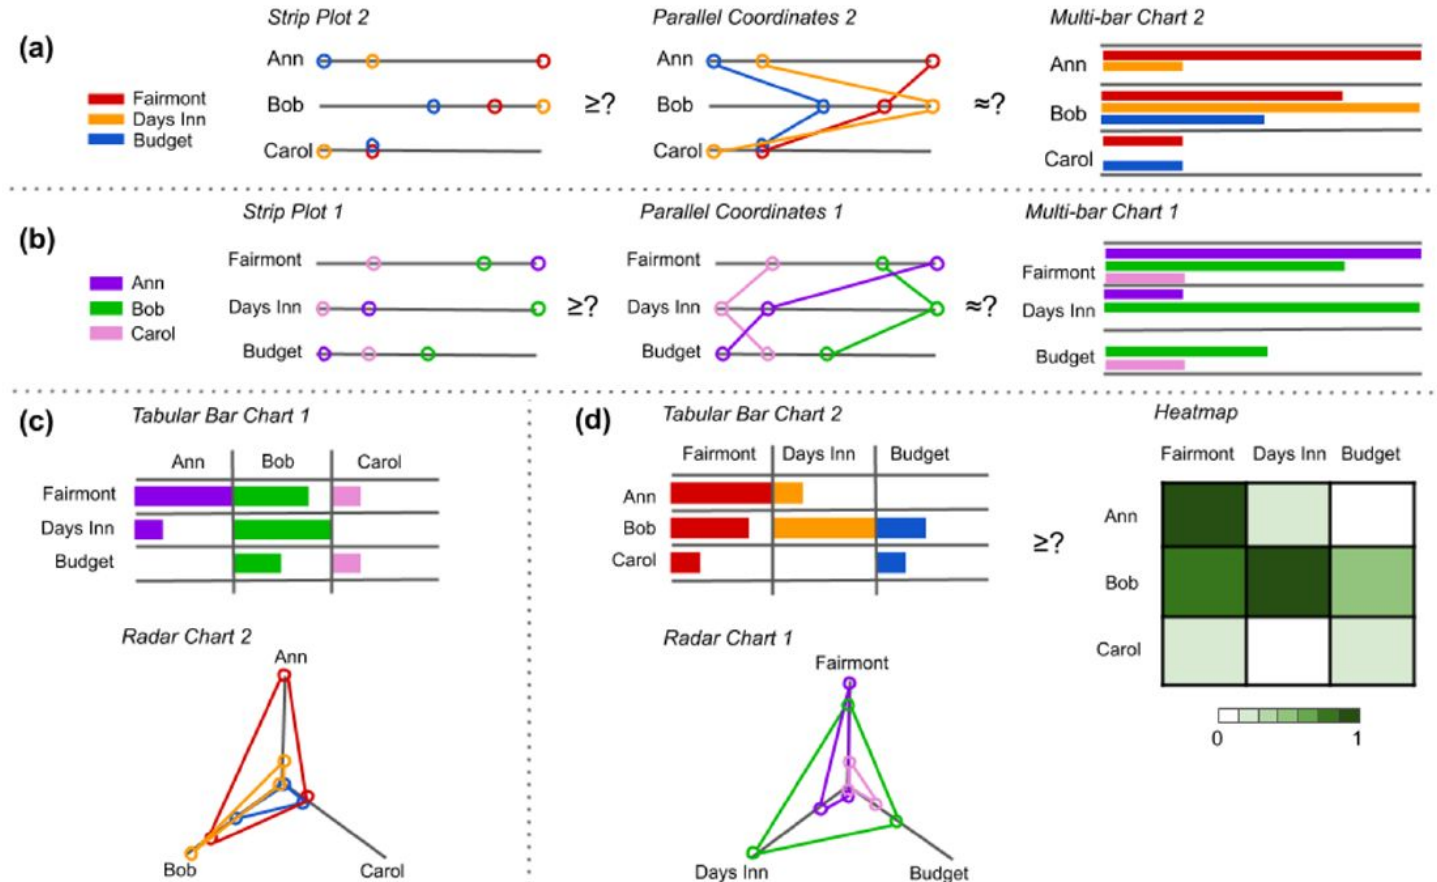 Strip Plot 2 Parallel Coordinates 2 Multi-bar Chart 2
(a)
Fairmont
Days Inn
Budget
Ann Ann Ann
Bob ≥? Bob ≈? Bob
Carol Carol Carol
Strip Plot 1 Parallel Coordinates 1 Multi-bar Chart 1
(b)
Ann
Bob
Carol
Fairmont Fairmont Fairmont
Days Inn ≥? Days Inn ≈? Days Inn
Budget Budget Budget
(c) Tabular Bar Chart 1
Ann Bob Carol
Fairmont
Days Inn
Budget
Radar Chart 2
Ann
Bob Carol
(d) Tabular Bar Chart 2
Fairmont Days Inn Budget
Ann
Bob
Carol
≥?
Radar Chart 1
Fairmont
Days Inn Budget
Heatmap
Fairmont Days Inn Budget
Ann
Bob
Carol
0 1